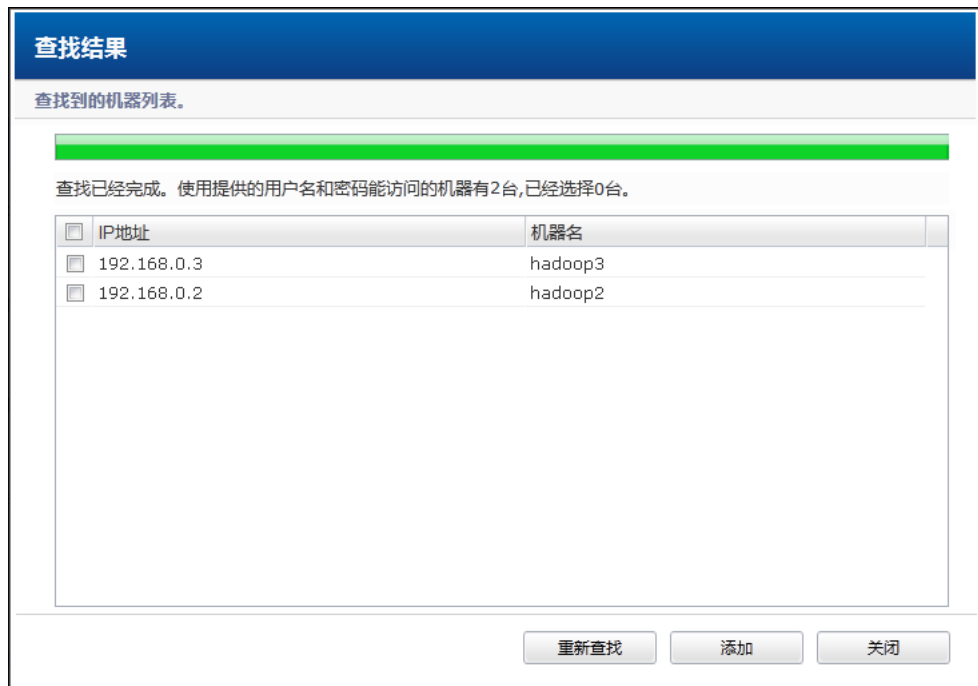 查找结果
查找到的机器列表。
查找已经完成。使用提供的用户名和密码能访问的机器有2台,已经选择0台。
IP地址 机器名
192.168.0.3 hadoop3
192.168.0.2 hadoop2
重新查找 添加 关闭